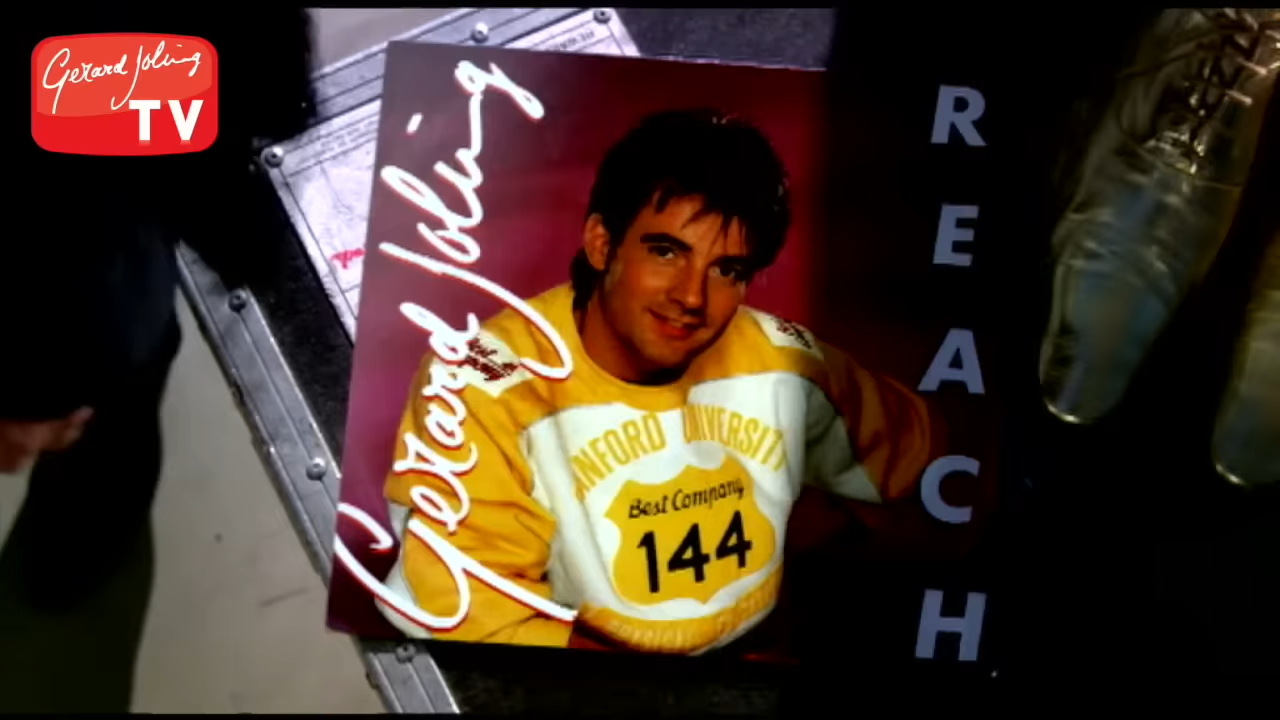 Gerard Joling
TV
Gerard Joling
REACH
ANFORD UNIVERSITY
Best Company
144